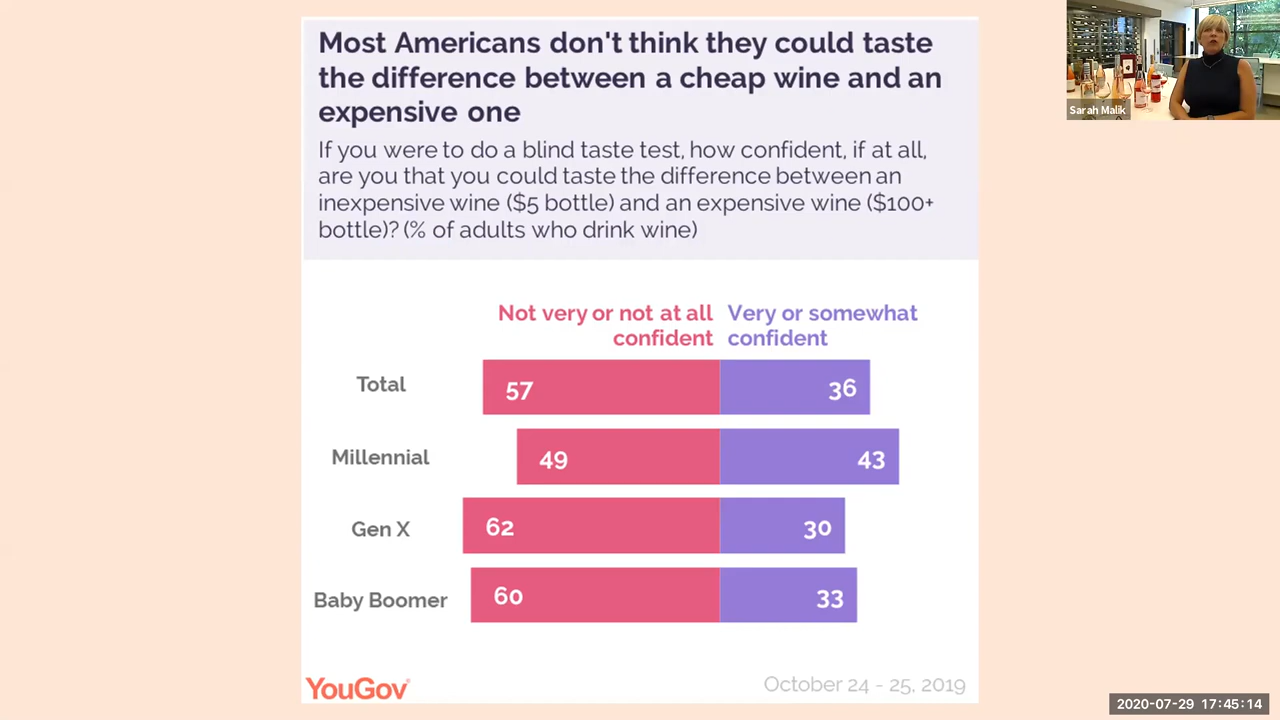 Most Americans don't think they could taste
the difference between a cheap wine and an
expensive one
If you were to do a blind taste test, how confident, if at all,
are you that you could taste the difference between an
inexpensive wine ($5 bottle) and an expensive wine ($100+
bottle)? (% of adults who drink wine)
Not very or not at all
confident
Very or somewhat
confident
Total
57
36
Millennial
49
43
Gen X
62
30
Baby Boomer
60
33
YouGov
October 24 - 25, 2019
Sarah Malik
2020-07-29 17:45:14